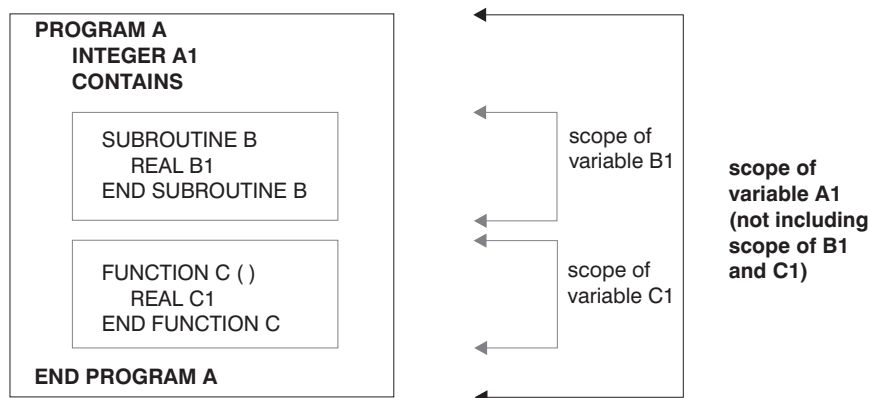 PROGRAM A
INTEGER A1
CONTAINS
SUBROUTINE B
REAL B1
END SUBROUTINE B
FUNCTION C ( )
REAL C1
END FUNCTION C
END PROGRAM A
scope of
variable B1
scope of
variable C1
scope of
variable A1
(not including
scope of B1
and C1)